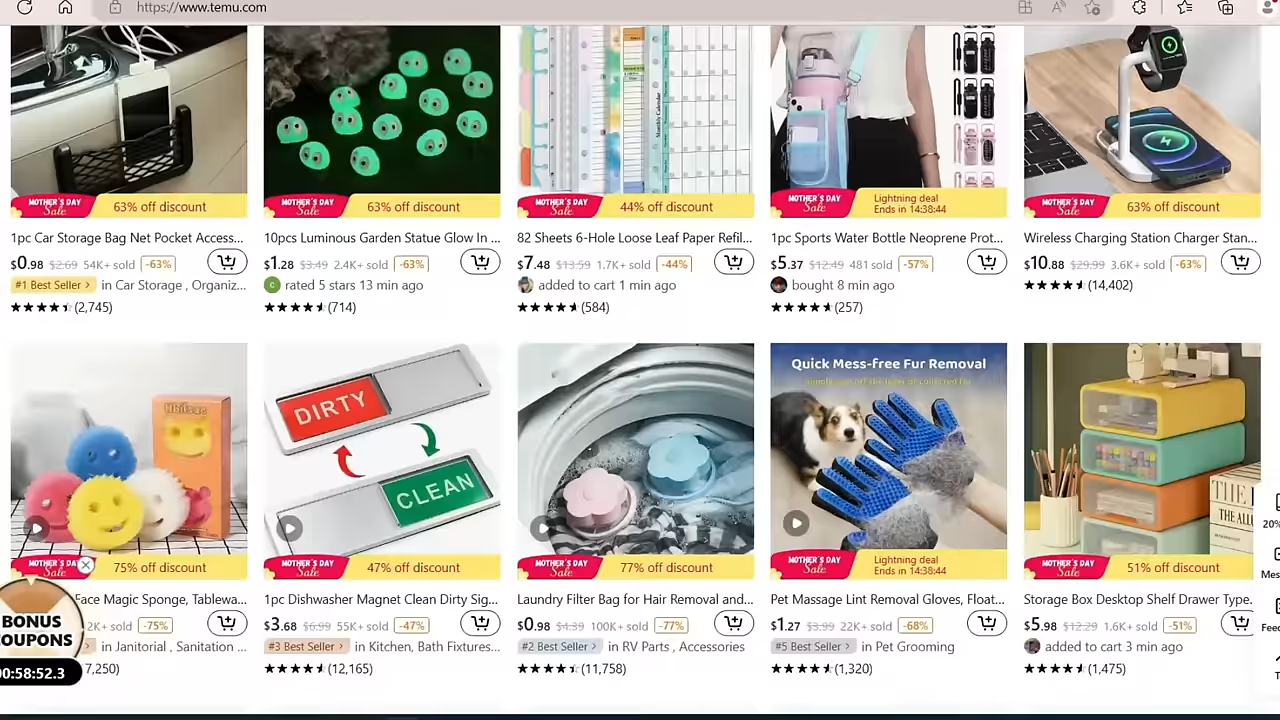 https://www.temu.com
Monthly Calendar
MOTHER'S DAY Sale 63% off discount
MOTHER'S DAY Sale 63% off discount
MOTHER'S DAY Sale 44% off discount
MOTHER'S DAY Sale Lightning deal
Ends in 14:38:44
MOTHER'S DAY Sale 63% off discount
1pc Car Storage Bag Net Pocket Access...
$0.98 $2.69 54K+ sold -63%
#1 Best Seller > in Car Storage , Organiz...
(2,745)
10pcs Luminous Garden Statue Glow In ...
$1.28 $3.49 2.4K+ sold -63%
C rated 5 stars 13 min ago
(714)
82 Sheets 6-Hole Loose Leaf Paper Refil...
$7.48 $13.59 1.7K+ sold -44%
added to cart 1 min ago
(584)
1pc Sports Water Bottle Neoprene Prot...
$5.37 $12.49 481 sold -57%
bought 8 min ago
(257)
Wireless Charging Station Charger Stan...
$10.88 $29.99 3.6K+ sold -63%
(14,402)
DIRTY
CLEAN
Quick Mess-free Fur Removal
MOTHER'S DAY Sale 75% off discount
MOTHER'S DAY Sale 47% off discount
MOTHER'S DAY Sale 77% off discount
MOTHER'S DAY Sale Lightning deal
Ends in 14:38:44
MOTHER'S DAY Sale 51% off discount
Face Magic Sponge, Tablewa...
2K+ sold -75%
in Janitorial , Sanitation ...
7,250)
1pc Dishwasher Magnet Clean Dirty Sig...
$3.68 $6.99 55K+ sold -47%
#3 Best Seller > in Kitchen, Bath Fixtures...
(12,165)
Laundry Filter Bag for Hair Removal and...
$0.98 $4.39 100K+ sold -77%
#2 Best Seller > in RV Parts , Accessories
(11,758)
Pet Massage Lint Removal Gloves, Float...
$1.27 $3.99 22K+ sold -68%
#5 Best Seller > in Pet Grooming
(1,320)
Storage Box Desktop Shelf Drawer Type.
$5.98 $12.29 1.6K+ sold -51%
added to cart 3 min ago
(1,475)
BONUS
COUPONS
00:58:52.3
20%
Mes
Feed